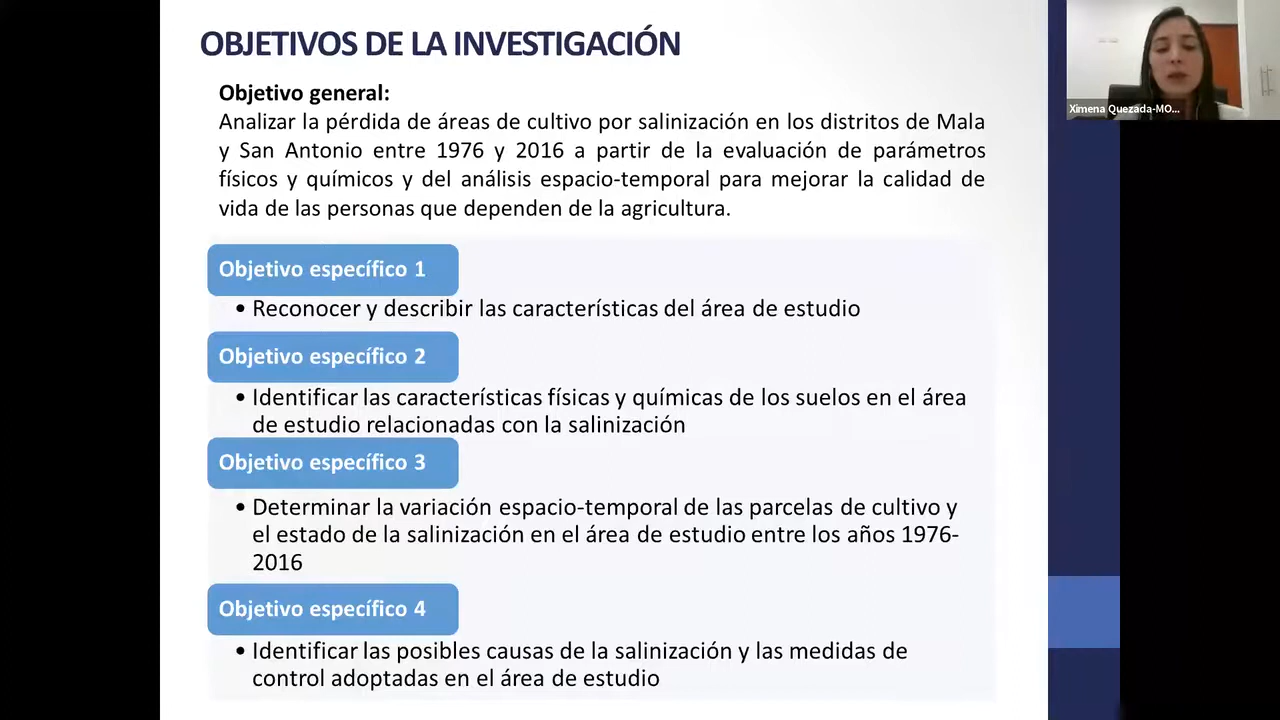 OBJETIVOS DE LA INVESTIGACIÓN
Ximena Quezada-MO...
Objetivo general:
Analizar la pérdida de áreas de cultivo por salinización en los distritos de Mala
y San Antonio entre 1976 y 2016 a partir de la evaluación de parámetros
físicos y químicos y del análisis espacio-temporal para mejorar la calidad de
vida de las personas que dependen de la agricultura.
Objetivo específico 1
• Reconocer y describir las características del área de estudio
Objetivo específico 2
• Identificar las características físicas y químicas de los suelos en el área
de estudio relacionadas con la salinización
Objetivo específico 3
• Determinar la variación espacio-temporal de las parcelas de cultivo y
el estado de la salinización en el área de estudio entre los años 1976-
2016
Objetivo específico 4
• Identificar las posibles causas de la salinización y las medidas de
control adoptadas en el área de estudio